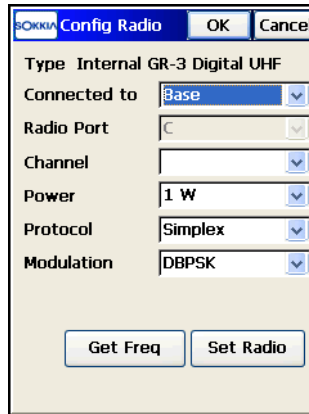 SOKKIA Config Radio OK Cancel
Type Internal GR-3 Digital UHF
Connected to Base
Radio Port C
Channel
Power 1 W
Protocol Simplex
Modulation DBPSK
Get Freq Set Radio